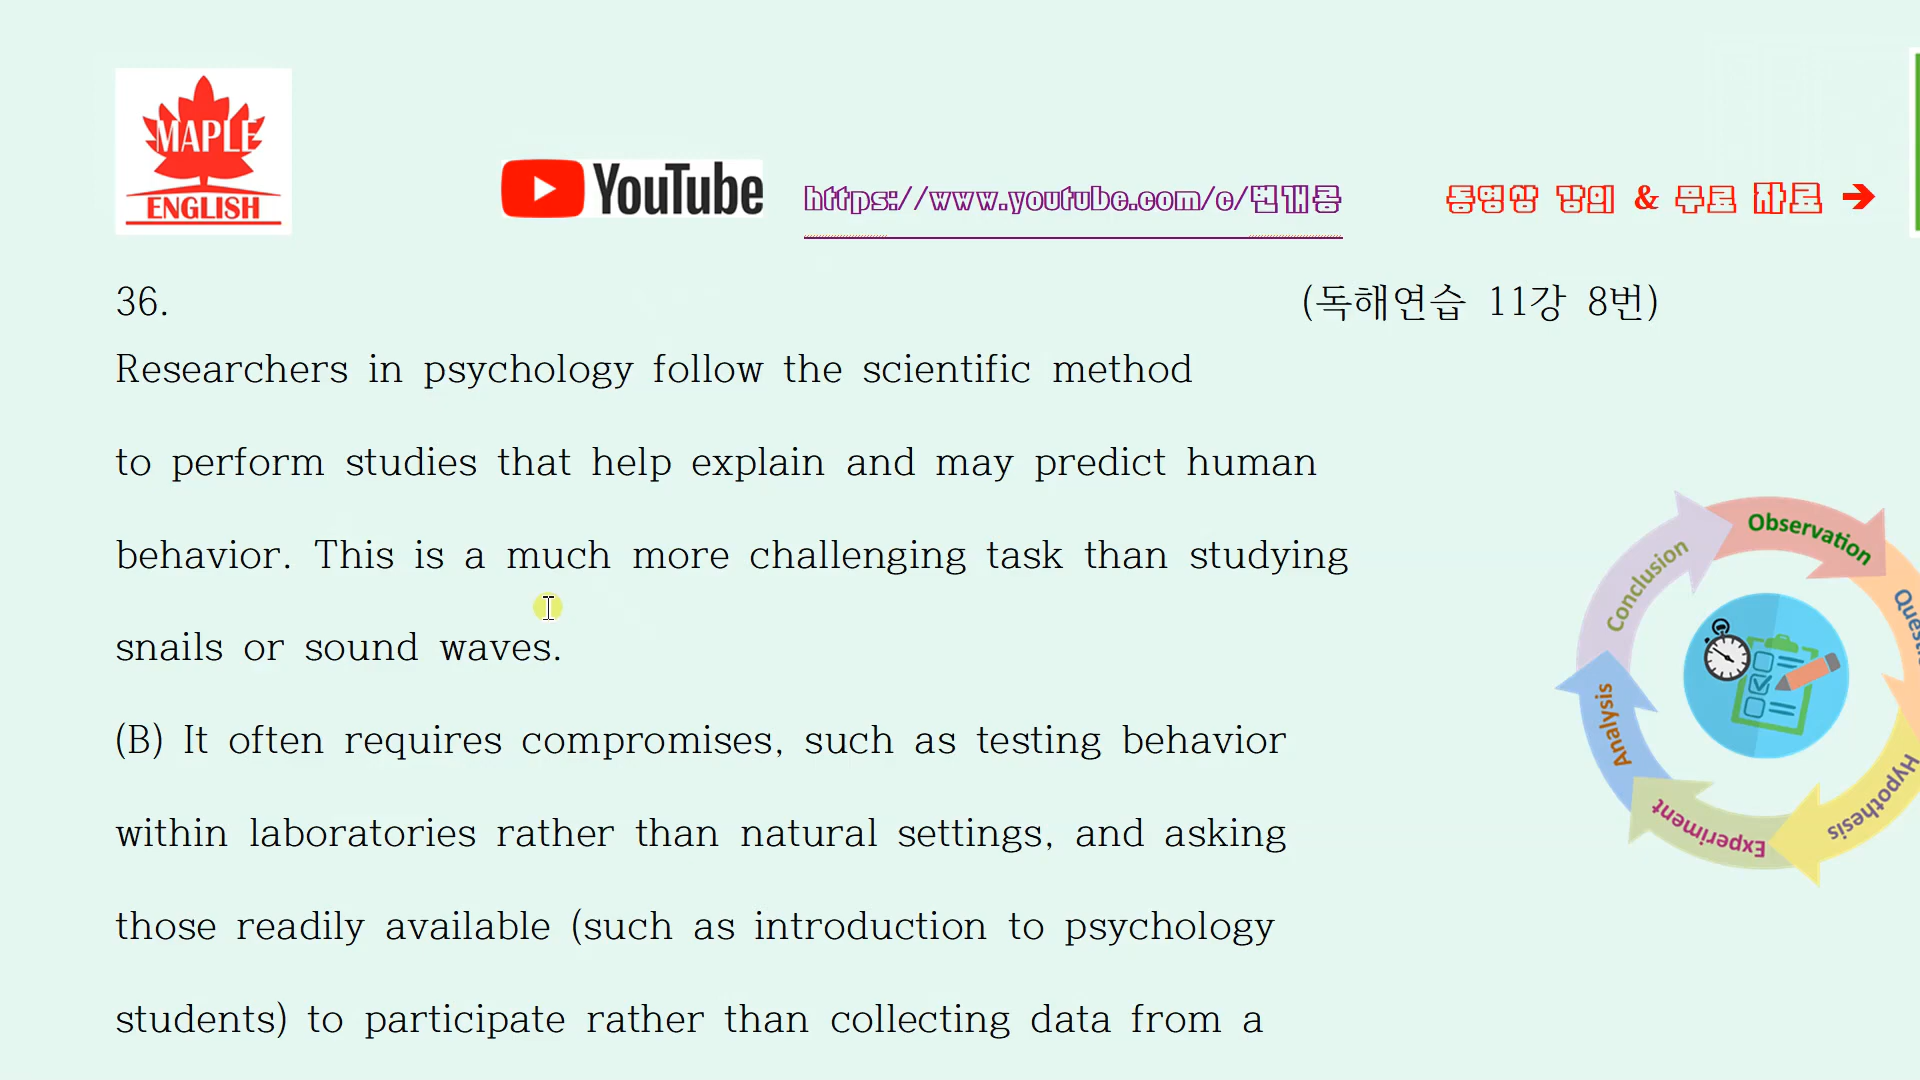 MAPLE
ENGLISH
YouTube
https://www.youtube.com/c/민재홍
동영상 강의 & 무료 자료 ➔
36.
(독해연습 11강 8번)
Researchers in psychology follow the scientific method
to perform studies that help explain and may predict human
behavior. This is a much more challenging task than studying
snails or sound waves.
(B) It often requires compromises, such as testing behavior
within laboratories rather than natural settings, and asking
those readily available (such as introduction to psychology
students) to participate rather than collecting data from a
Observation
Hypothesis
Experiment
Analysis
Conclusion